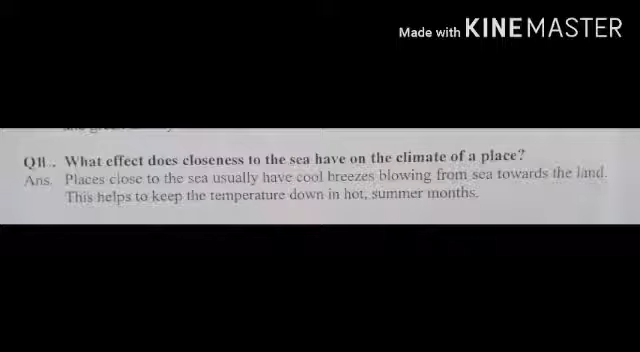 Made with KINEMASTER
Q11.. What effect does closeness to the sea have on the climate of a place?
Ans. Places close to the sea usually have cool breezes blowing from sea towards the land.
This helps to keep the temperature down in hot, summer months.